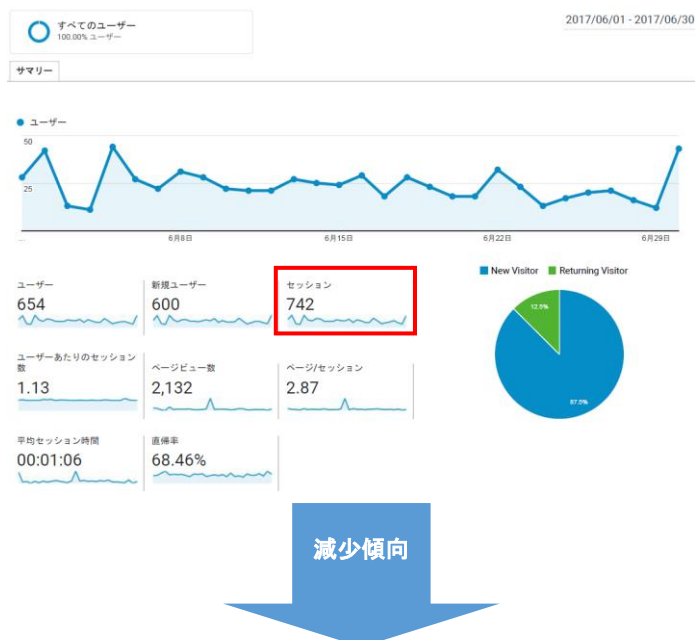 すべてのユーザー
100.00% ユーザー
2017/06/01 - 2017/06/30
サマリー
ユーザー
50
25
...
6月8日
6月15日
6月22日
6月29日
ユーザー
654
新規ユーザー
600
セッション
742
New Visitor
Returning Visitor
12.5%
87.5%
ユーザーあたりのセッション
数
1.13
ページビュー数
2,132
ページ/セッション
2.87
平均セッション時間
00:01:06
直帰率
68.46%
減少傾向